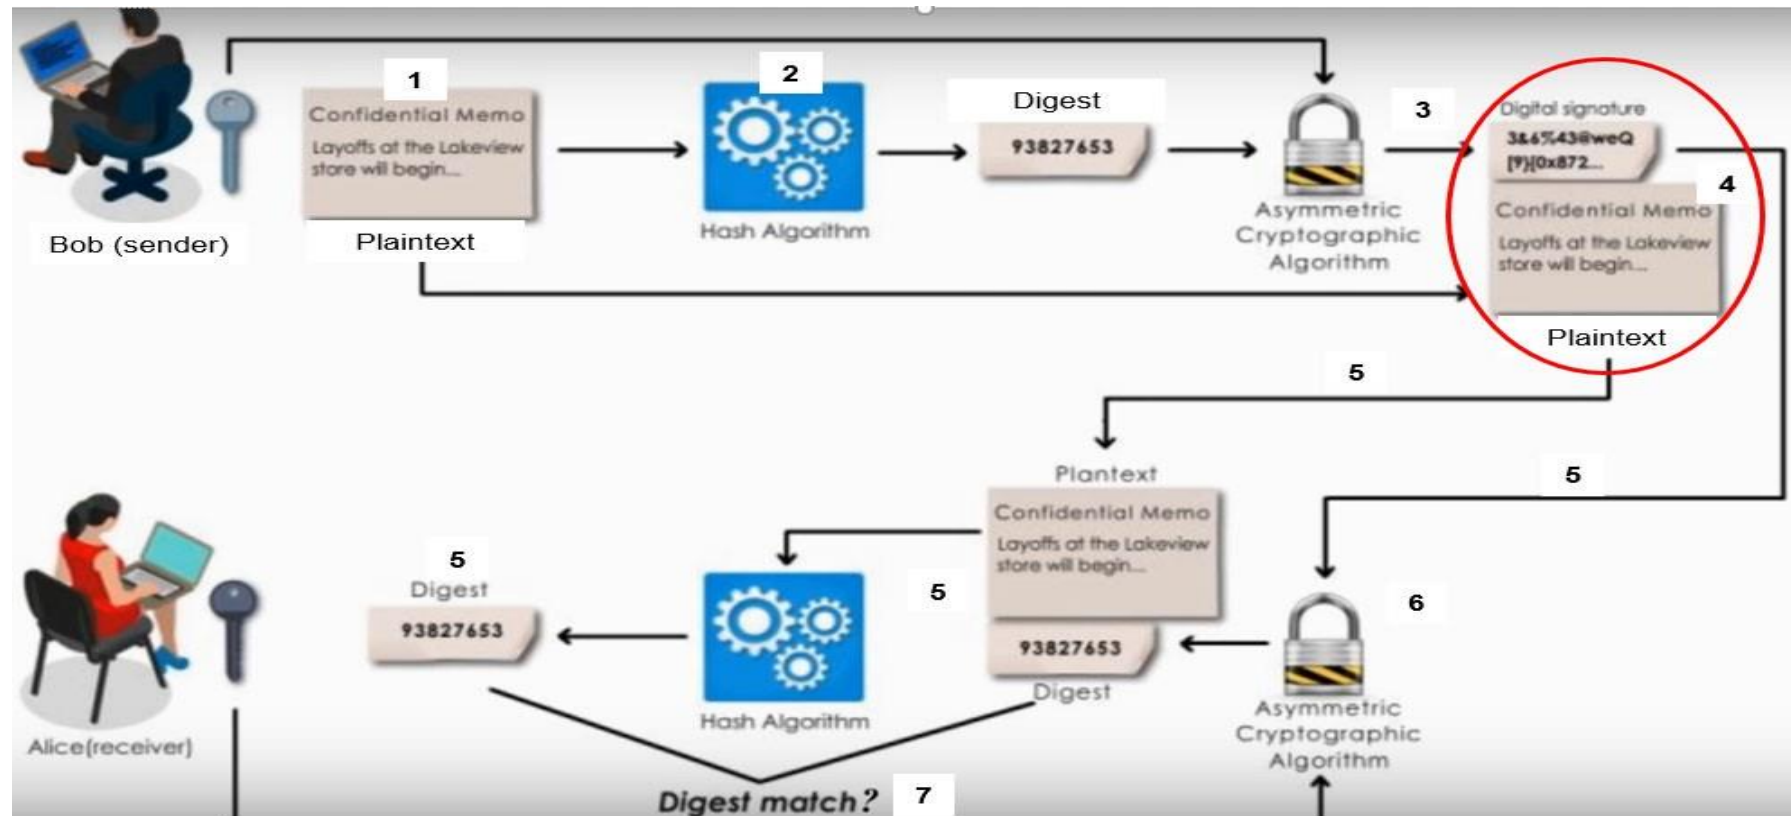 1
2
3
Confidential Memo
Layoffs at the Lakeview
store will begin...
Plaintext
Bob (sender)
Hash Algorithm
Digest
93827653
Asymmetric
Cryptographic
Algorithm
Digital signature
3&6%43@weQ
[9}[0x872...
4
Confidential Memo
Layoffs at the Lakeview
store will begin...
Plaintext
5
5
Plantext
Confidential Memo
Layoffs at the Lakeview
store will begin...
5
93827653
Digest
6
Asymmetric
Cryptographic
Algorithm
Hash Algorithm
5
Digest
93827653
Alice(receiver)
Digest match?
7